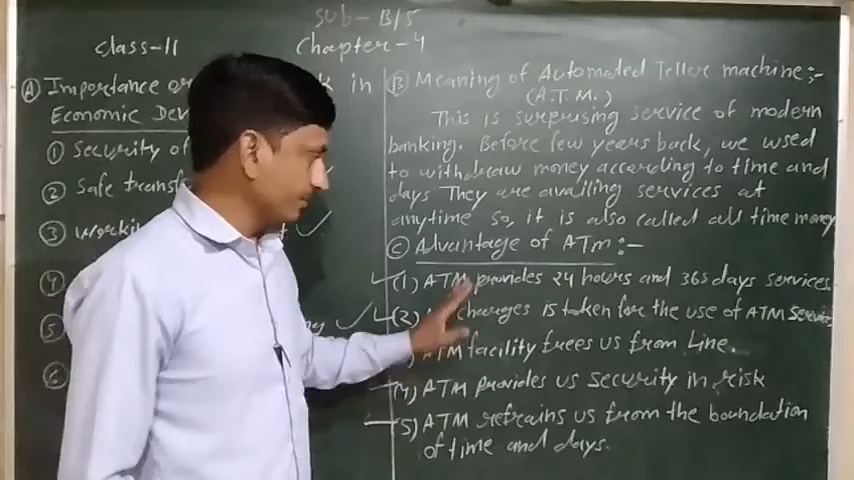 Sub- B/S
Class-11
Chapter-4
(A) Importance k in
Economic
(1) Security of
(2) Safe
(3)
(4)
(5)
(6)
(B) Meaning of Automated Teller machine:-
(A.T.M.)
This is surprising service of modern
banking. Before few years back, we used
to withdraw money according to time and
days They are availing services at
anytime so, it is also called all time money
(C) Advantage of ATM:-
(1) ATM provides 24 hours and 365 days services.
(2) charges is taken for the use of ATM service
ATM facility frees us from Line.
(4) ATM provides us security in risk
(5) ATM refrains us from the boundation
of time and days.